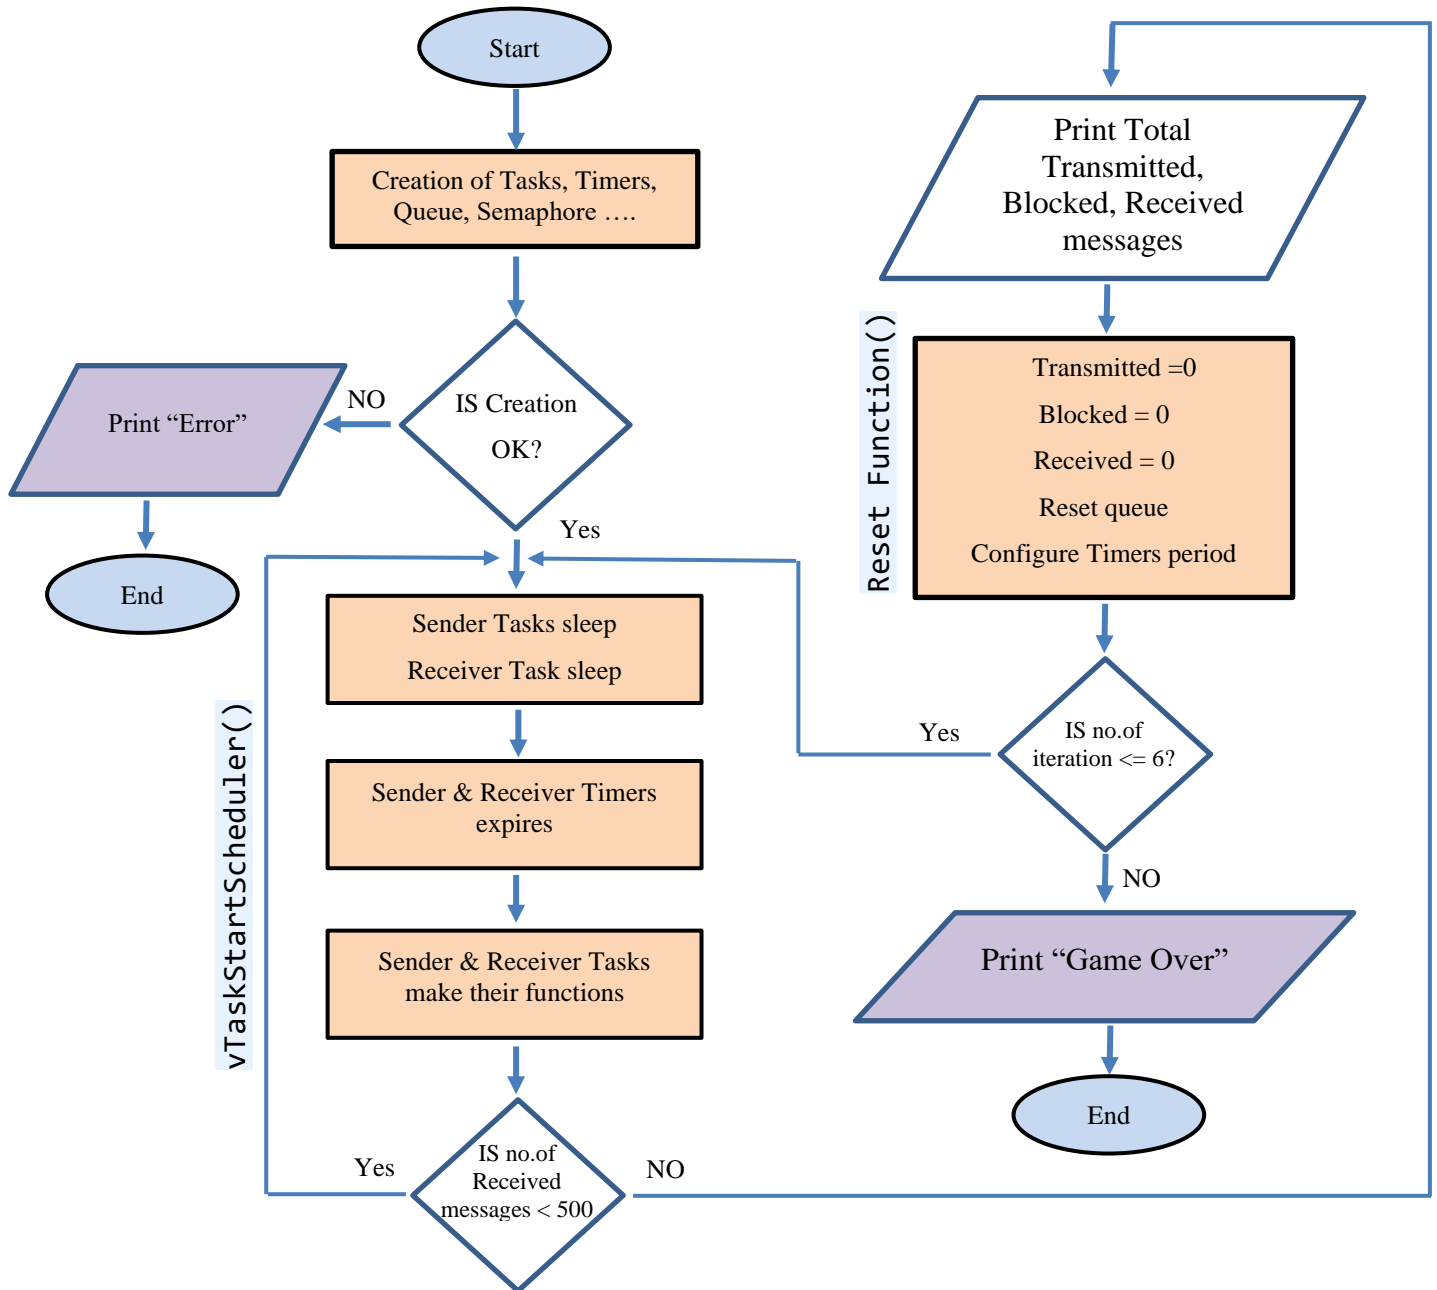 Start
Creation of Tasks, Timers,
Queue, Semaphore ….
IS Creation
OK?
NO
Print “Error”
End
Yes
Sender Tasks sleep
Receiver Task sleep
Sender & Receiver Timers
expires
Sender & Receiver Tasks
make their functions
vTaskStartScheduler()
IS no.of
Received
messages < 500
Yes
NO
Print Total
Transmitted,
Blocked, Received
messages
Reset Function()
Transmitted =0
Blocked = 0
Received = 0
Reset queue
Configure Timers period
IS no.of
iteration <= 6?
Yes
NO
Print “Game Over”
End